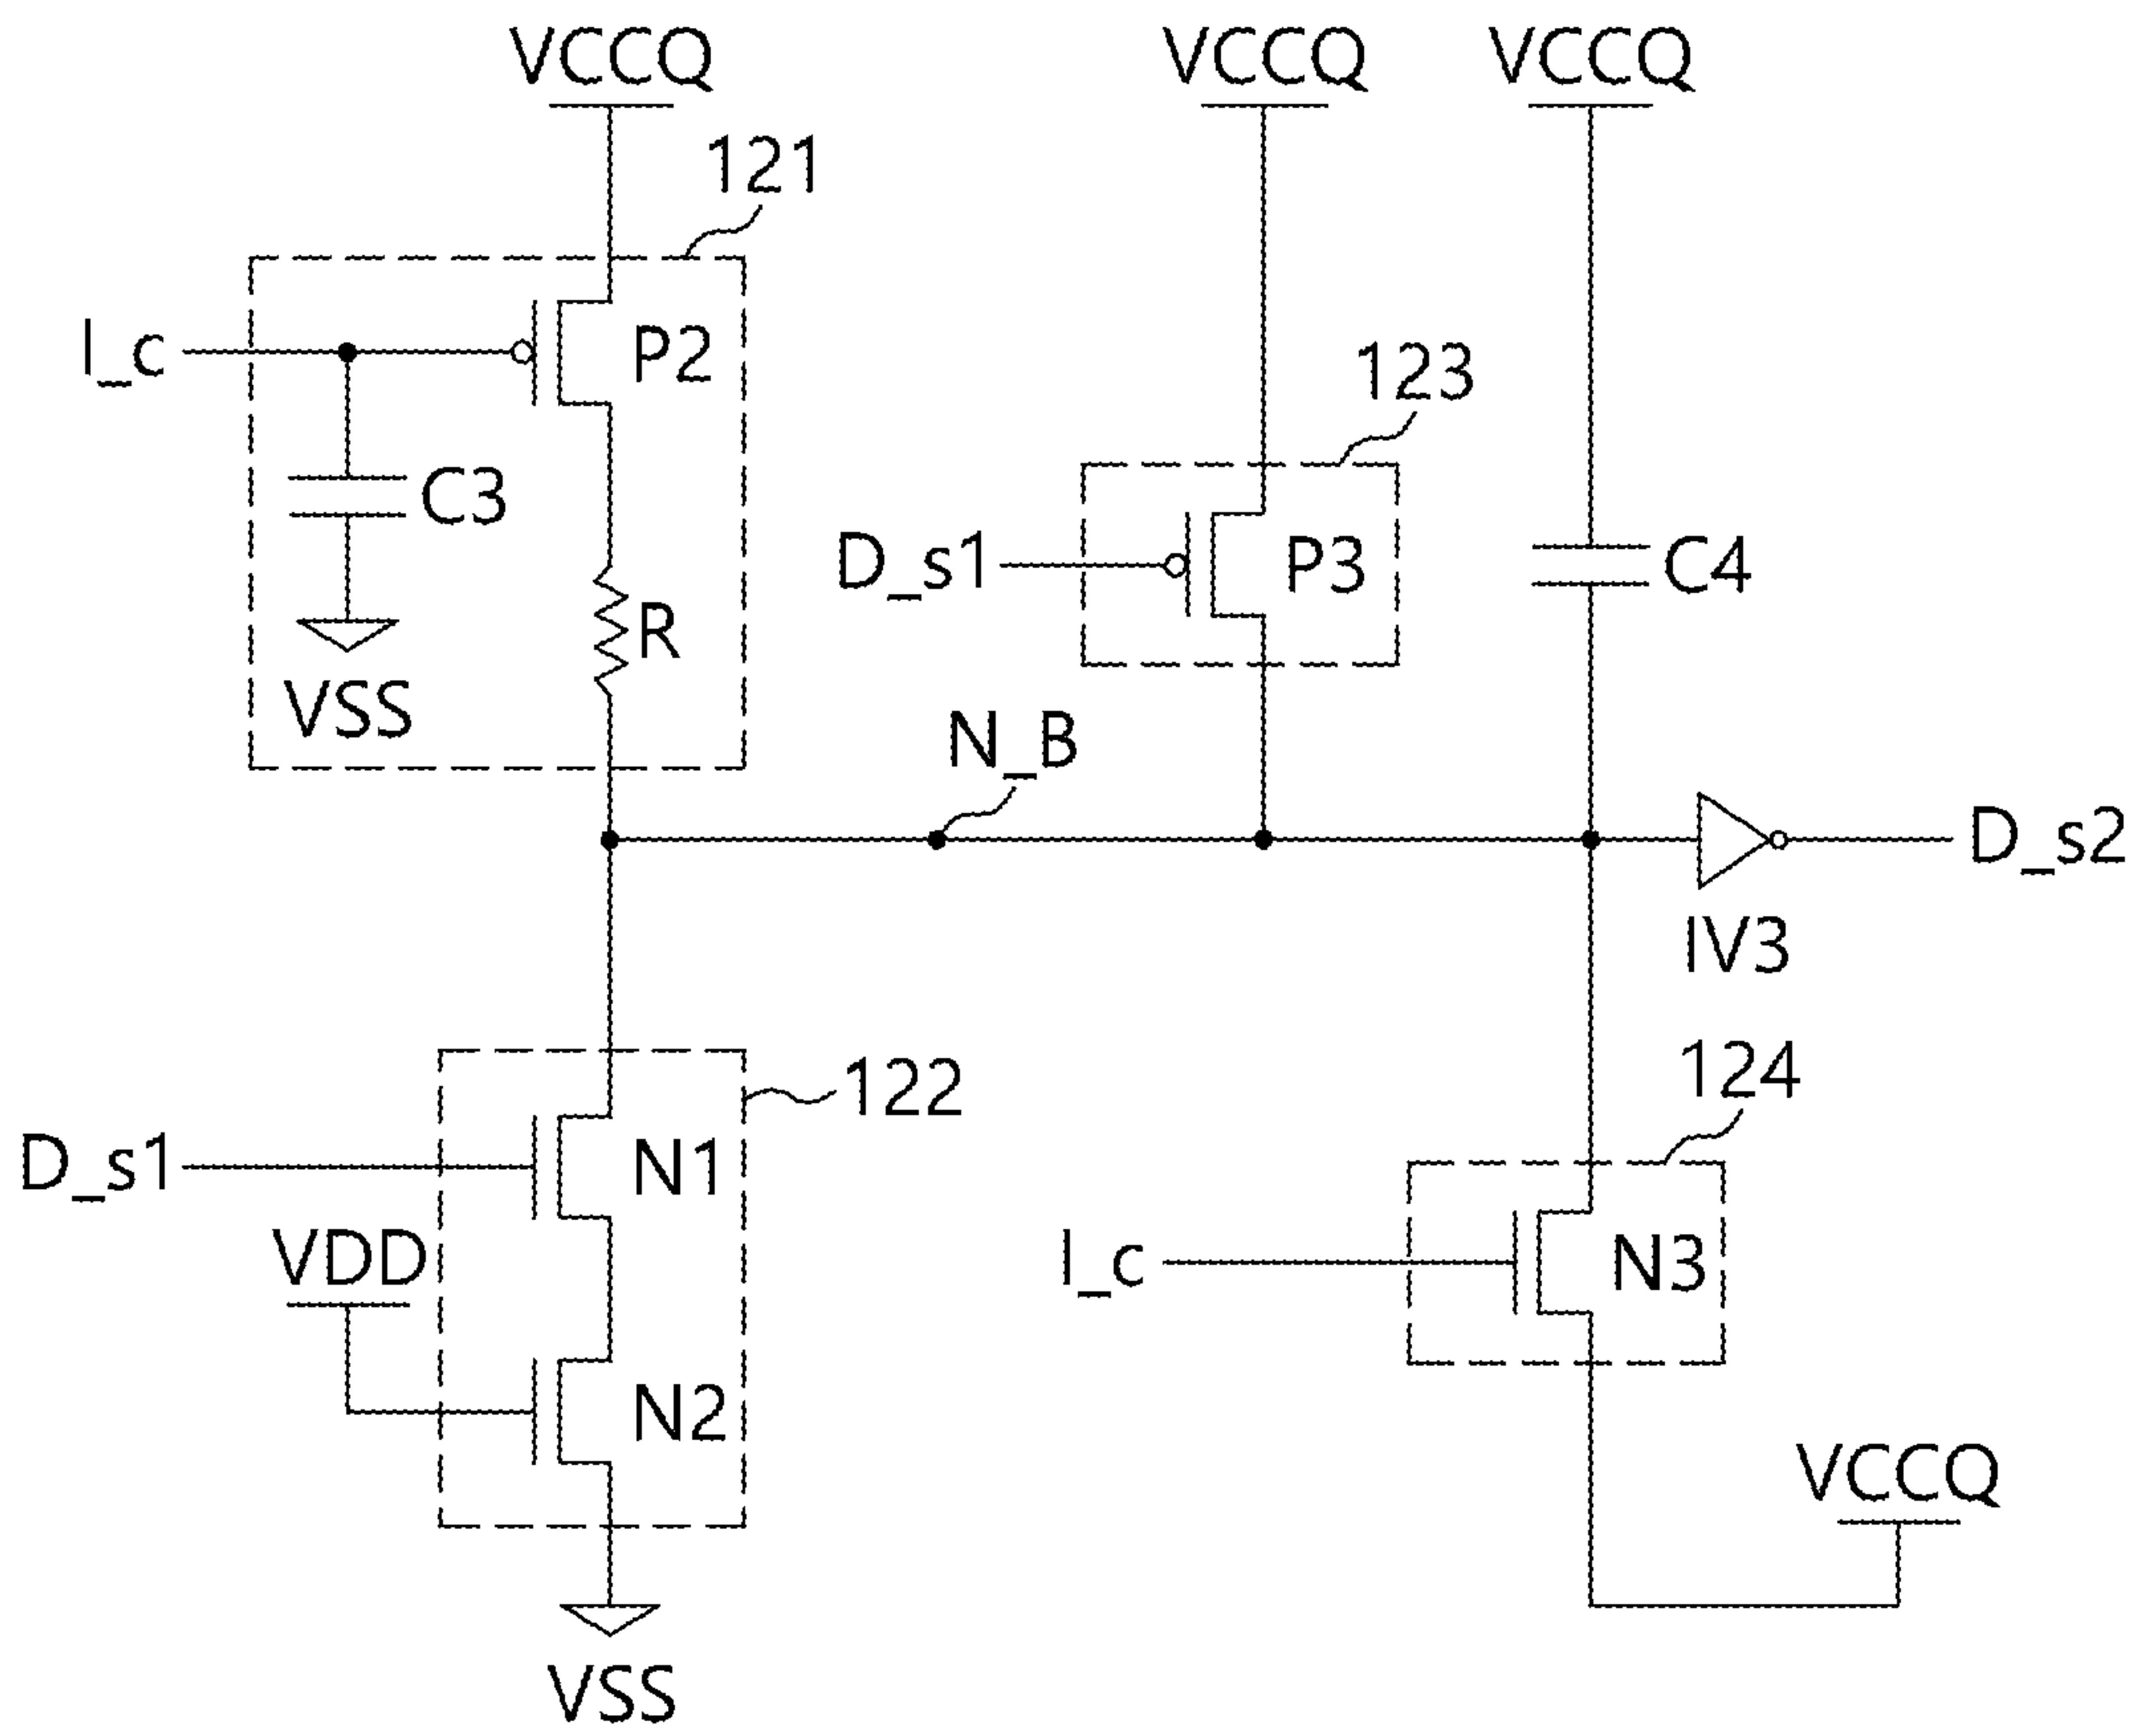 VCCQ
VCCQ
VCCQ
121
I_c
P2
123
C3
D_s1
P3
C4
R
VSS
N_B
D_s2
IV3
122
124
D_s1
N1
VDD
I_c
N3
N2
VCCQ
VSS